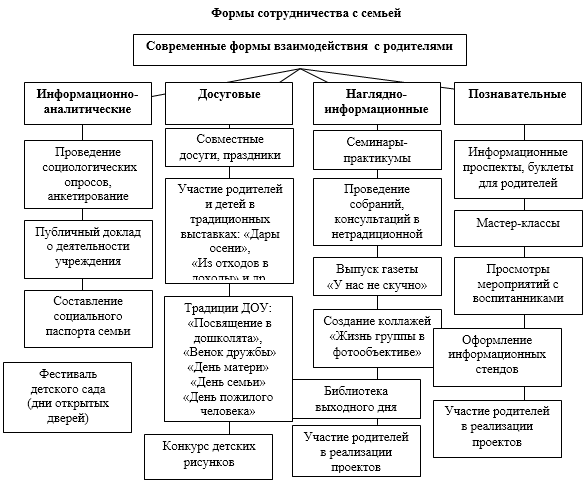 Формы сотрудничества с семьей
Современные формы взаимодействия с родителями
Информационно-
аналитические
Проведение
социологических
опросов,
анкетирование
Публичный доклад
о деятельности
учреждения
Составление
социального
паспорта семьи
Фестиваль
детского сада
(дни открытых
дверей)
Досуговые
Совместные
досуги, праздники
Участие родителей
и детей в
традиционных
выставках: «Дары
осени»,
«Из отходов в
доходы» и др
Традиции ДОУ:
«Посвящение в
дошколята»,
«Венок дружбы»
«День матери»
«День семьи»
«День пожилого
человека»
Конкурс детских
рисунков
Наглядно-
информационные
Семинары-
практикумы
Проведение
собраний,
консультаций в
нетрадиционной
Выпуск газеты
«У нас не скучно»
Создание коллажей
«Жизнь группы в
фотообъективе»
Библиотека
выходного дня
Участие родителей
в реализации
проектов
Познавательные
Информационные
проспекты, буклеты
для родителей
Мастер-классы
Просмотры
мероприятий с
воспитанниками
Оформление
информационных
стендов
Участие родителей
в реализации
проектов